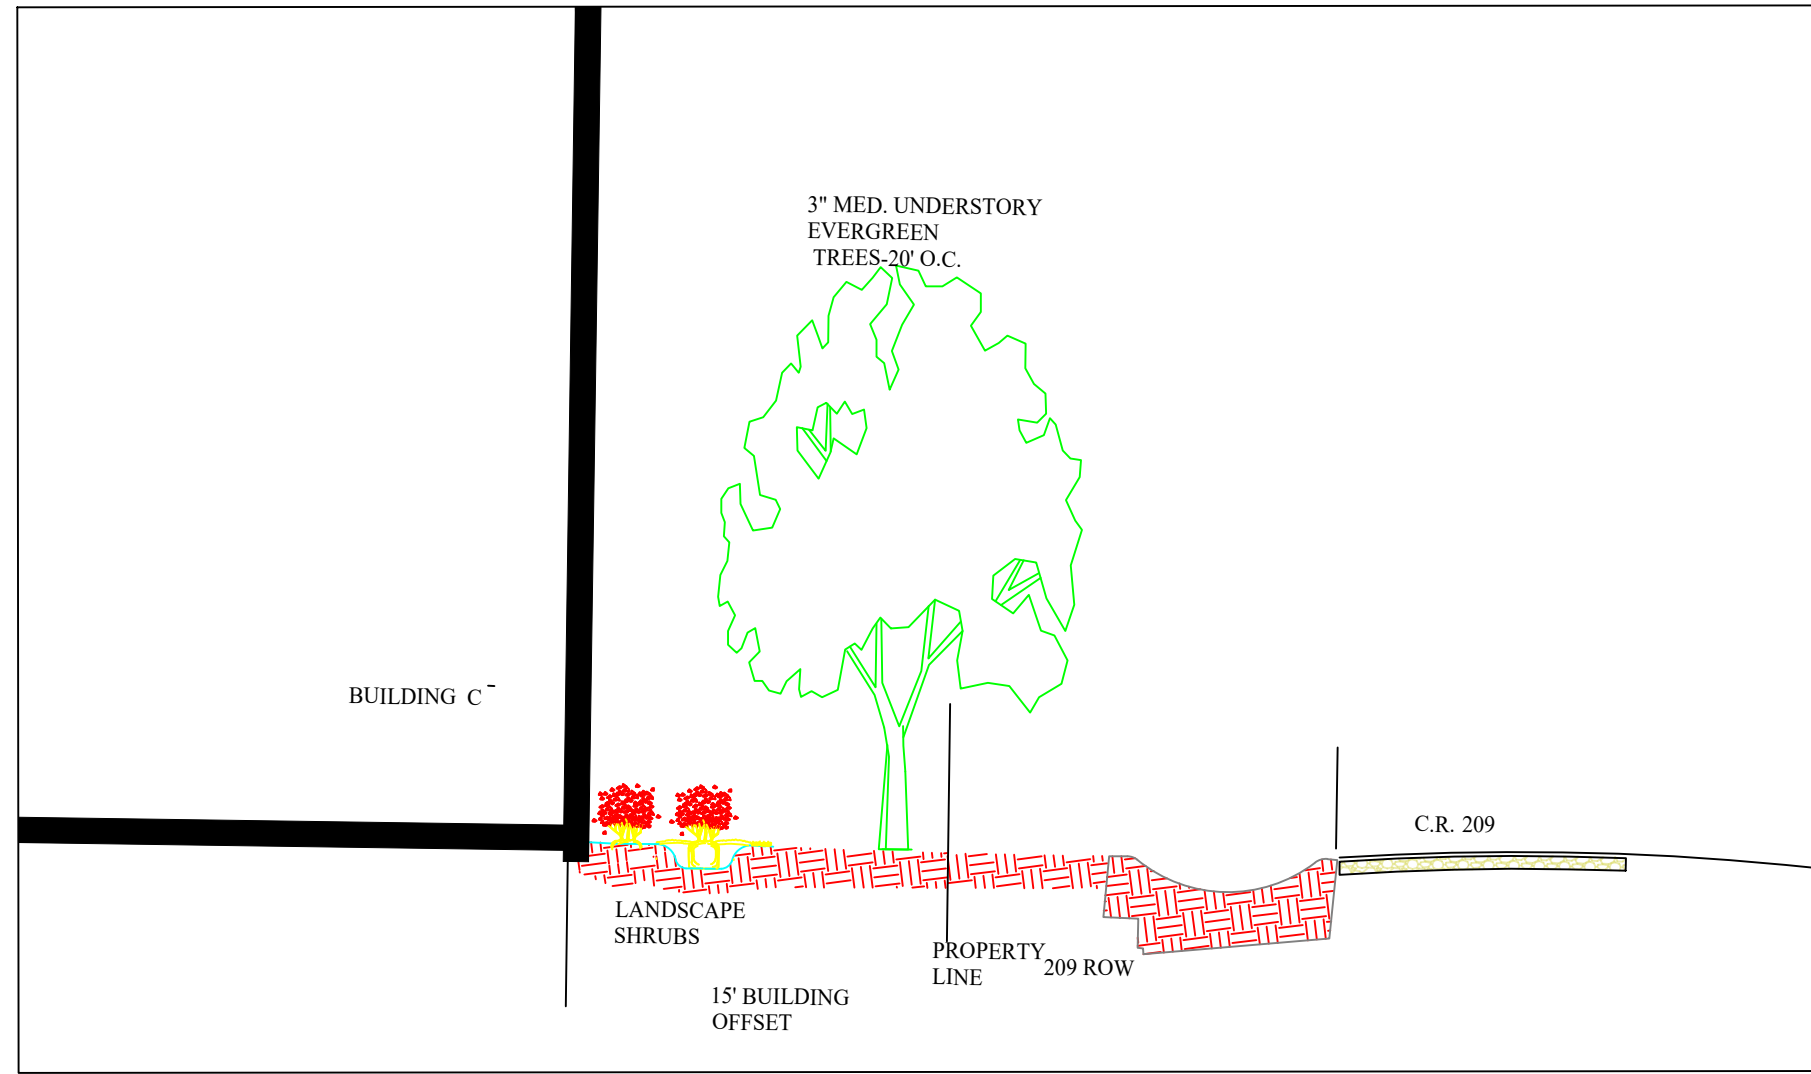 3" MED. UNDERSTORY
EVERGREEN
TREES-20' O.C.
BUILDING C -
C.R. 209
LANDSCAPE
SHRUBS
PROPERTY
LINE
209 ROW
15' BUILDING
OFFSET